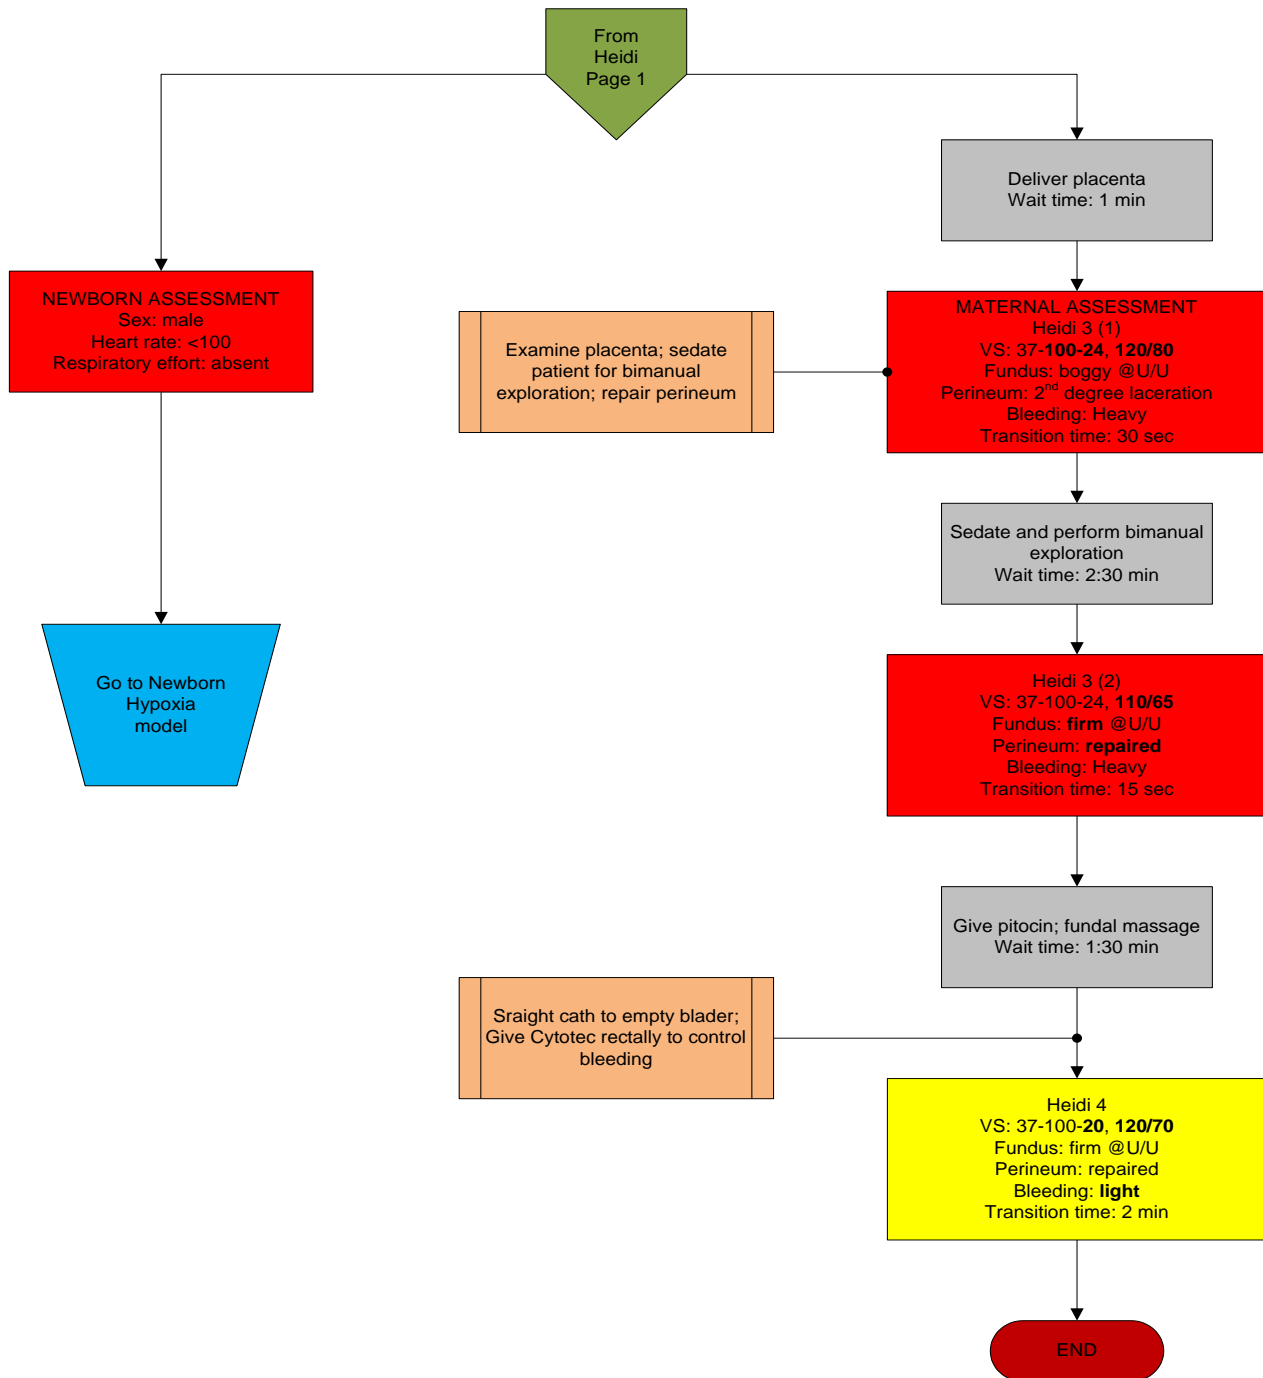 From
Heidi
Page 1
Deliver placenta
Wait time: 1 min
NEWBORN ASSESSMENT
Sex: male
Heart rate: <100
Respiratory effort: absent
Examine placenta; sedate
patient for bimanual
exploration; repair perineum
MATERNAL ASSESSMENT
Heidi 3 (1)
VS: 37-100-24, 120/80
Fundus: boggy @U/U
Perineum: 2nd degree laceration
Bleeding: Heavy
Transition time: 30 sec
Sedate and perform bimanual
exploration
Wait time: 2:30 min
Go to Newborn
Hypoxia
model
Heidi 3 (2)
VS: 37-100-24, 110/65
Fundus: firm @U/U
Perineum: repaired
Bleeding: Heavy
Transition time: 15 sec
Give pitocin; fundal massage
Wait time: 1:30 min
Sraight cath to empty blader;
Give Cytotec rectally to control
bleeding
Heidi 4
VS: 37-100-20, 120/70
Fundus: firm @U/U
Perineum: repaired
Bleeding: light
Transition time: 2 min
END